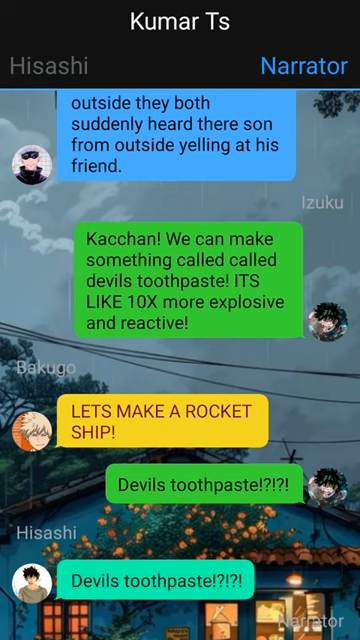 Kumar Ts
Hisashi
Narrator
outside they both
suddenly heard there son
from outside yelling at his
friend.
Izuku
Kacchan! We can make
something called called
devils toothpaste! ITS
LIKE 10X more explosive
and reactive!
Bakugo
LETS MAKE A ROCKET
SHIP!
Devils toothpaste!?!?!
Hisashi
Devils toothpaste!?!?!
Narrator